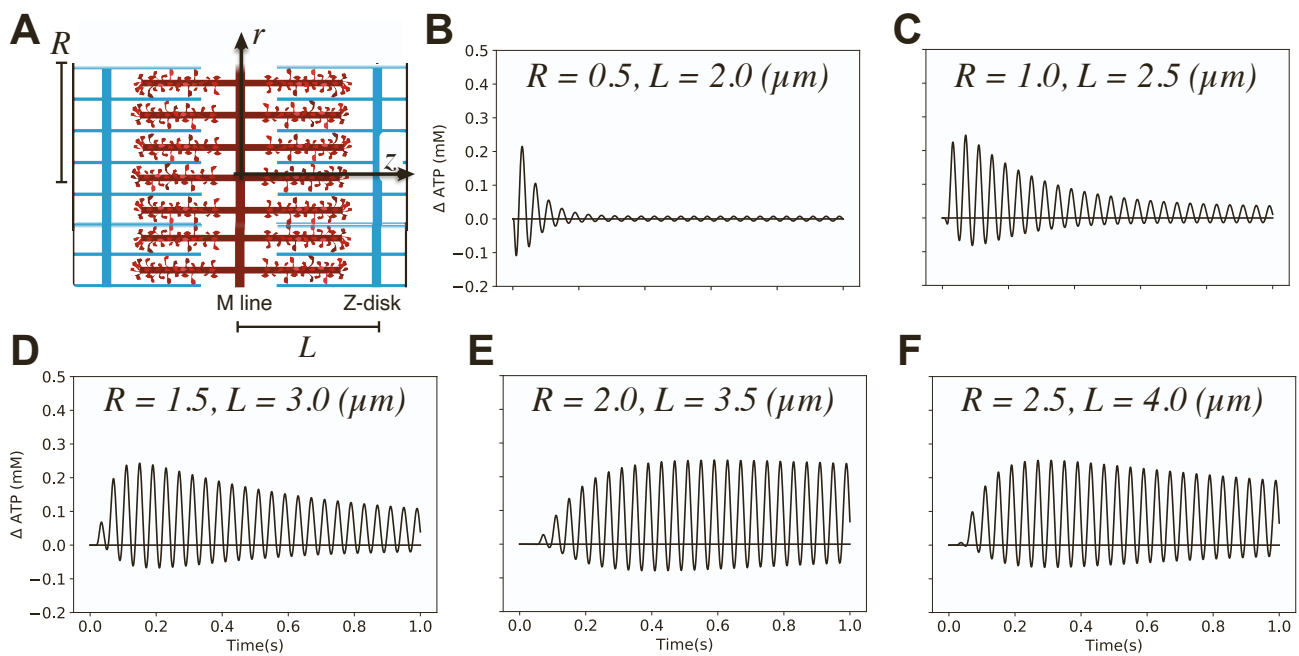 A
R
r
z
M line
Z-disk
L
B
R = 0.5, L = 2.0 (μm)
Δ ATP (mM)
0.5
0.4
0.3
0.2
0.1
0.0
−0.1
−0.2
C
R = 1.0, L = 2.5 (μm)
D
R = 1.5, L = 3.0 (μm)
Δ ATP (mM)
0.5
0.4
0.3
0.2
0.1
0.0
−0.1
−0.2
0.0 0.2 0.4 0.6 0.8 1.0
Time(s)
E
R = 2.0, L = 3.5 (μm)
0.0 0.2 0.4 0.6 0.8 1.0
Time(s)
F
R = 2.5, L = 4.0 (μm)
0.0 0.2 0.4 0.6 0.8 1.0
Time(s)